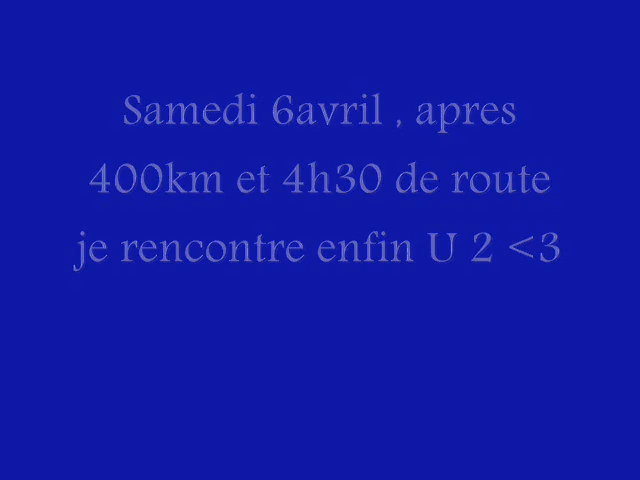 Samedi 6avril , apres
400km et 4h30 de route
je rencontre enfin U 2 <3